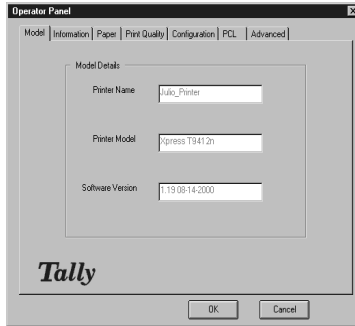 Operator Panel
Model Information Paper Print Quality Configuration PCL Advanced
Model Details
Printer Name Julio_Printer
Printer Model Xpress T9412n
Software Version 1.19 08-14-2000
Tally
OK Cancel